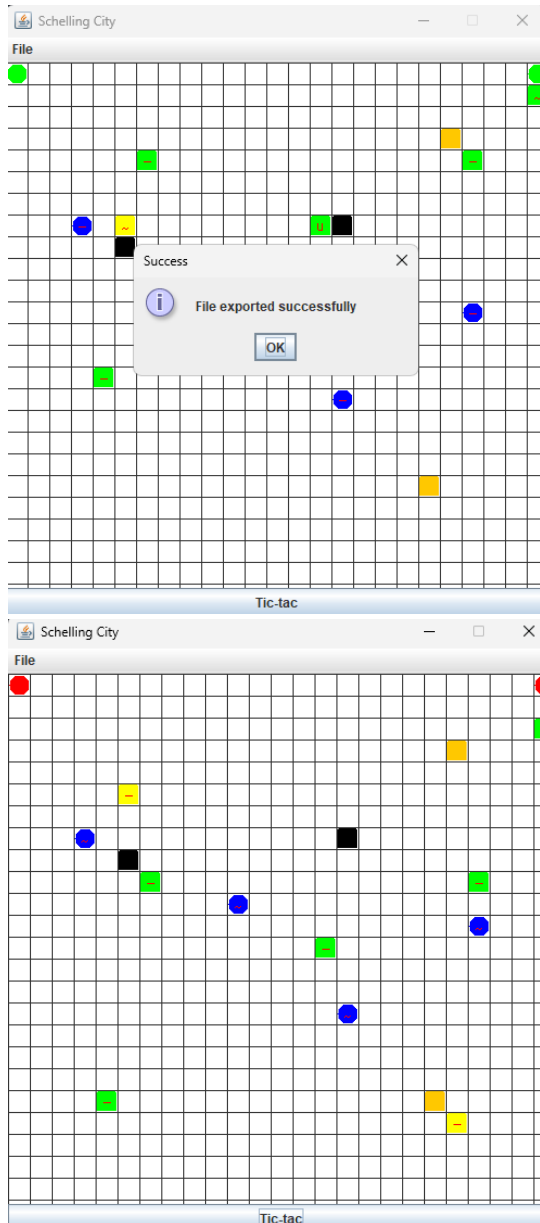 Schelling City
File
~
-
-
-
~
U
Success
File exported successfully
OK
-
-
-
Tic-tac
Schelling City
File
-
~
-
-
~
~
-
~
-
-
Tic-tac